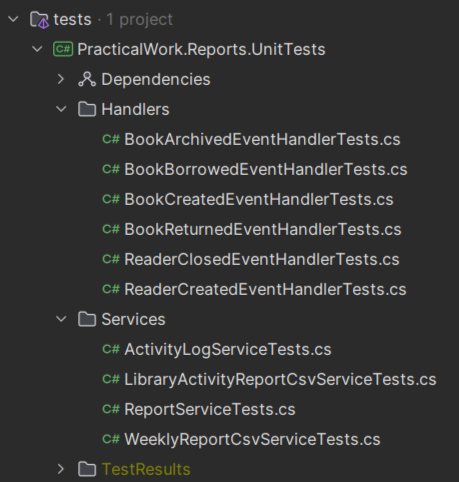 tests · 1 project
C# PracticalWork.Reports.UnitTests
Dependencies
Handlers
C# BookArchivedEventHandlerTests.cs
C# BookBorrowedEventHandlerTests.cs
C# BookCreatedEventHandlerTests.cs
C# BookReturnedEventHandlerTests.cs
C# ReaderClosedEventHandlerTests.cs
C# ReaderCreatedEventHandlerTests.cs
Services
C# ActivityLogServiceTests.cs
C# LibraryActivityReportCsvServiceTests.cs
C# ReportServiceTests.cs
C# WeeklyReportCsvServiceTests.cs
TestResults